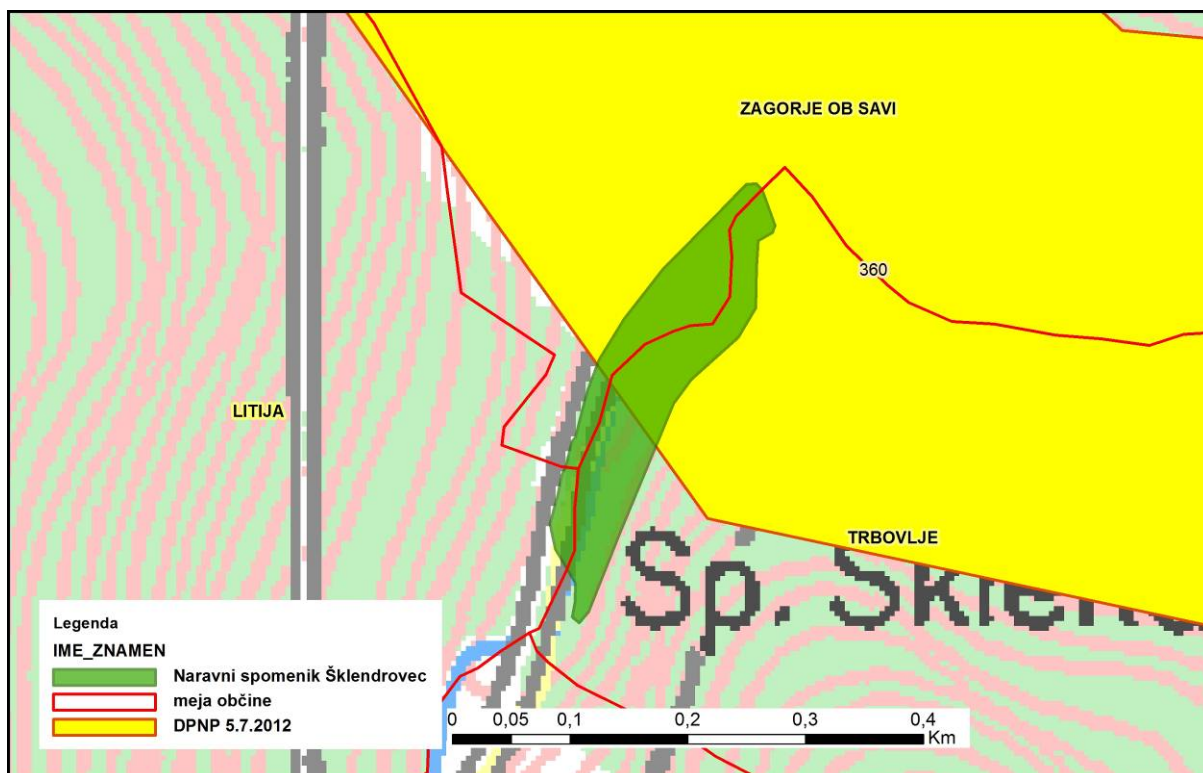 ZAGORJE OB SAVI
360
LITIJA
TRBOVLJE
Sp.
Legenda
IME_ZNAMEN
Naravni spomenik Šklendrovec
meja občine
DPNP 5.7.2012
0 0,05 0,1 0,2 0,3 0,4
Km